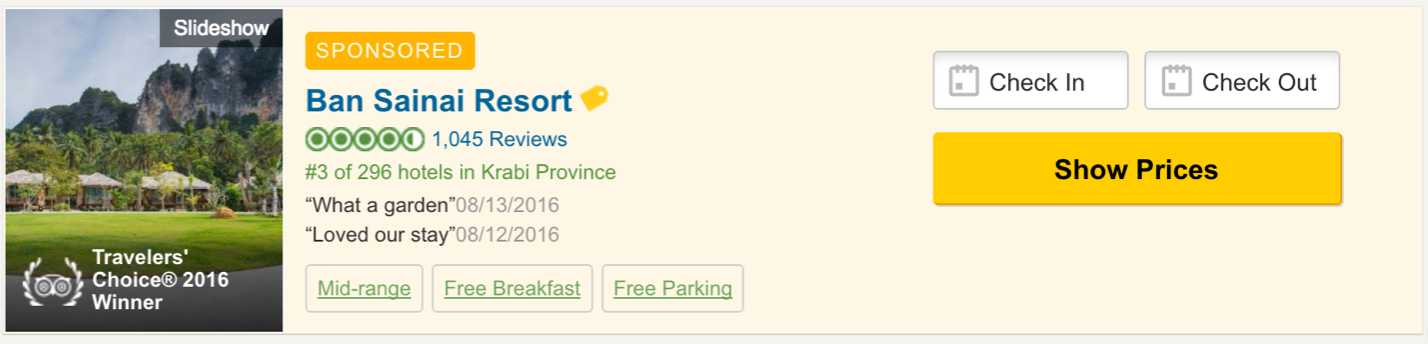 Slideshow
Travelers'
Choice® 2016
Winner
SPONSORED
Ban Sainai Resort
1,045 Reviews
#3 of 296 hotels in Krabi Province
“What a garden”08/13/2016
“Loved our stay”08/12/2016
Mid-range Free Breakfast Free Parking
Check In Check Out
Show Prices